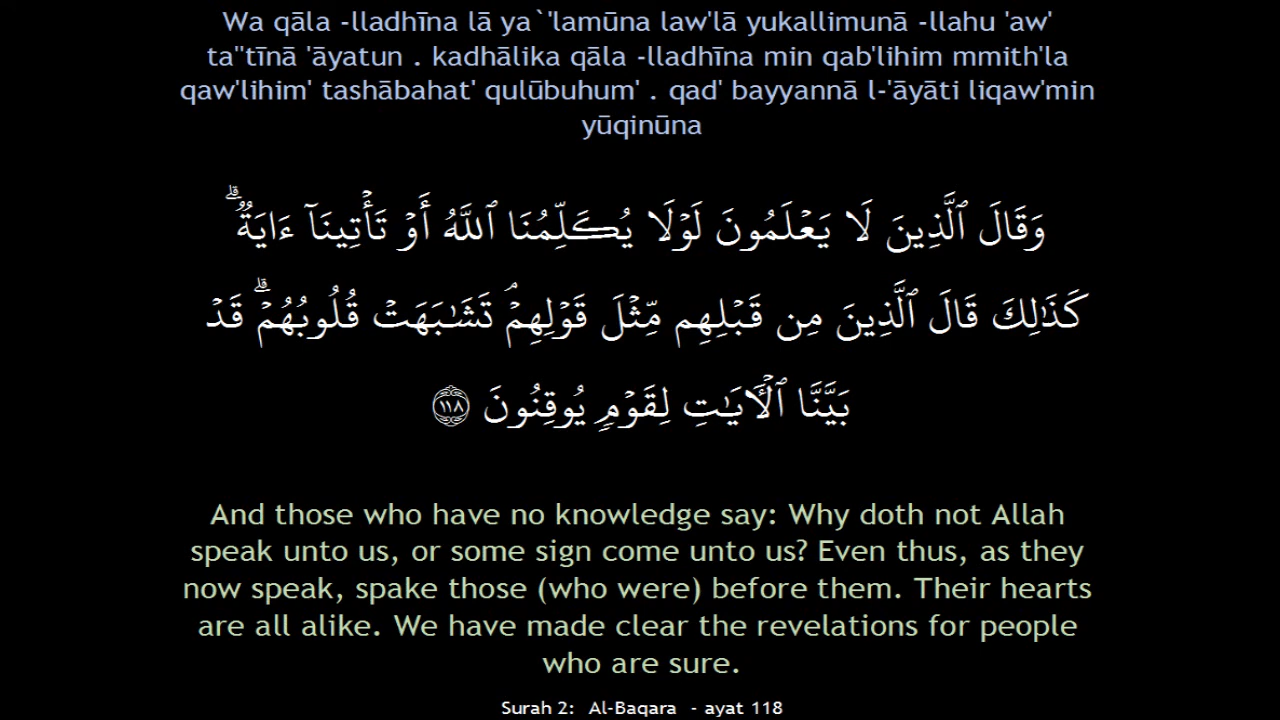 Wa qāla -lladhīna lā ya`'lamūna law'lā yukallimunā -llahu 'aw'
ta"tīnā 'āyatun . kadhālika qāla -lladhīna min qab'lihim mmith'la
qaw'lihim' tashābahat' qulūbuhum' . qad' bayyannā l-'āyāti liqaw'min
yūqinūna
وَقَالَ ٱلَّذِينَ لَا يَعۡلَمُونَ لَوۡلَا يُكَلِّمُنَا ٱللَّهُ أَوۡ تَأۡتِينَآ ءَايَةٌۗ
كَذَٰلِكَ قَالَ ٱلَّذِينَ مِن قَبۡلِهِم مِّثۡلَ قَوۡلِهِمۡۘ تَشَٰبَهَتۡ قُلُوبُهُمۡۗ قَدۡ
بَيَّنَّا ٱلۡأٓيَٰتِ لِقَوۡمٖ يُوقِنُونَ ١١٨
And those who have no knowledge say: Why doth not Allah
speak unto us, or some sign come unto us? Even thus, as they
now speak, spake those (who were) before them. Their hearts
are all alike. We have made clear the revelations for people
who are sure.
Surah 2: Al-Baqara - ayat 118